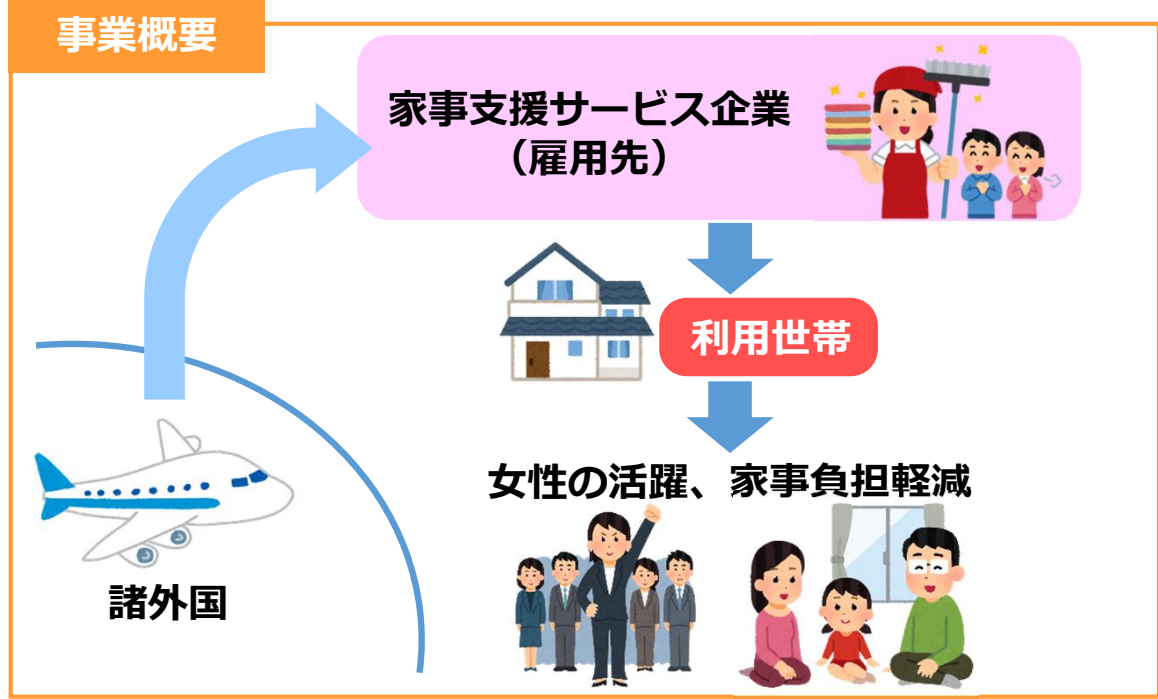 事業概要
家事支援サービス企業
（雇用先）
利用世帯
女性の活躍、家事負担軽減
諸外国